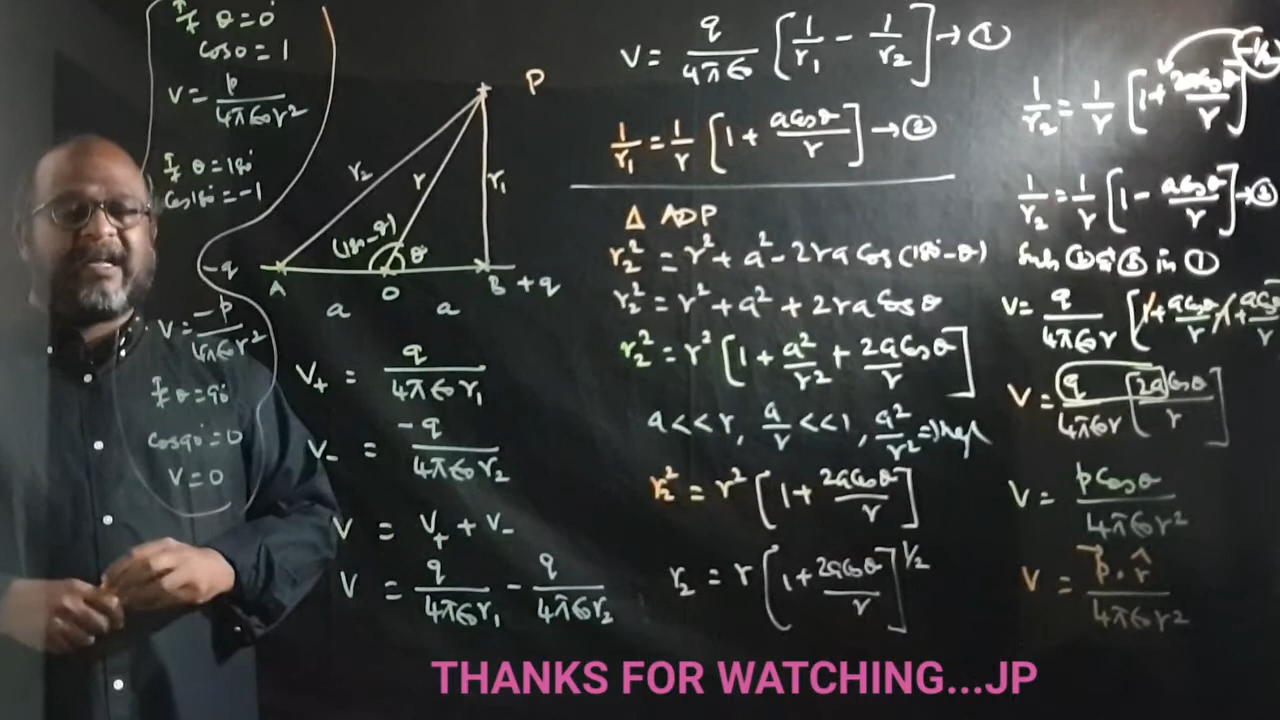 If θ = 0°
cos 0 = 1
V = p / 4πϵ₀r²
If θ = 180°
Cos 180° = -1
V = -p / 4πϵ₀r²
If θ = 90°
Cos 90° = 0
V = 0
P
r₂ r r₁
(180-θ) θ
-q A O B +q
a a
V₊ = q / 4πϵ₀r₁
V₋ = -q / 4πϵ₀r₂
V = V₊ + V₋
V = q / 4πϵ₀r₁ - q / 4πϵ₀r₂
V = q / 4πϵ₀ [1/r₁ - 1/r₂] → ①
1/r₁ = 1/r [1 + a Cos θ / r] → ②
Δ AOP
r₂² = r² + a² - 2ra Cos (180-θ)
r₂² = r² + a² + 2ra Cos θ
r₂² = r² [1 + a²/r² + 2a Cos θ / r]
a << r, a/r << 1, a²/r² ⇒ neg
r₂² = r² [1 + 2a Cos θ / r]
r₂ = r [1 + 2a Cos θ / r]^1/2
1/r₂ = 1/r [1 + 2a Cos θ / r]^-1/2
1/r₂ = 1/r [1 - a Cos θ / r] → ③
Sub ② & ③ in ①
V = q / 4πϵ₀r [1 + a Cos θ / r - 1 + a Cos θ / r
V = q / 4πϵ₀r [2a Cos θ / r]
V = p Cos θ / 4πϵ₀r²
V = p⃗ . r̂ / 4πϵ₀r²
THANKS FOR WATCHING...JP